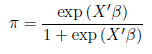 π = exp (X′β) / 1 + exp (X′β)